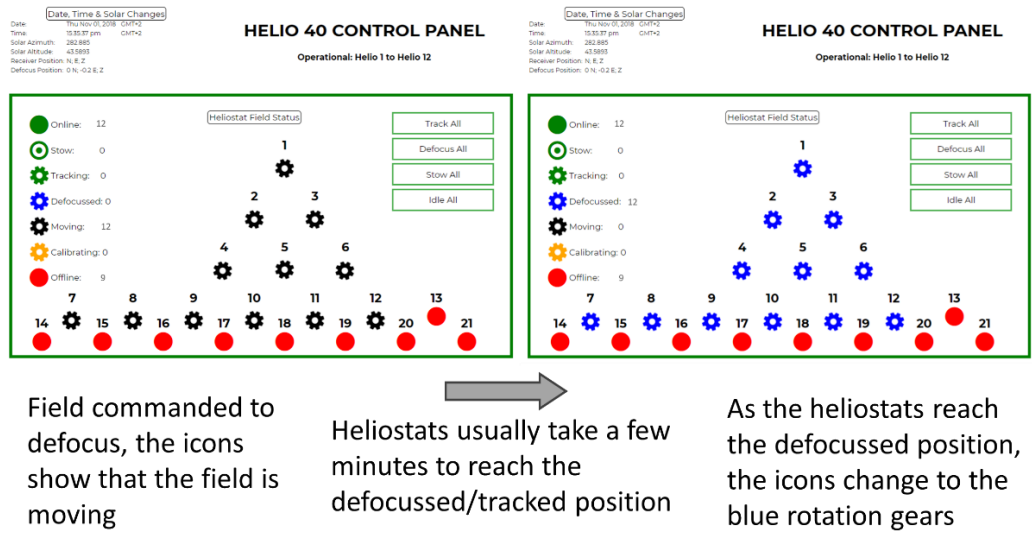 Date, Time & Solar Changes
Date: Thu Nov 01, 2018 GMT+2
Time: 15:35:37 pm GMT+2
Solar Azimuth: 282.885
Solar Altitude: 43.5893
Receiver Position: N, E, Z
Defocus Position: 0 N; -0.2 E; Z
HELIO 40 CONTROL PANEL
Operational: Helio 1 to Helio 12
Heliostat Field Status
Online: 12
Stow: 0
Tracking: 0
Defocussed: 0
Moving: 12
Calibrating: 0
Offline: 9
Track All
Defocus All
Stow All
Idle All
1
2 3
4 5 6
7 8 9 10 11 12 13
14 15 16 17 18 19 20 21
Date, Time & Solar Changes
Date: Thu Nov 01, 2018 GMT+2
Time: 15:35:37 pm GMT+2
Solar Azimuth: 282.885
Solar Altitude: 43.5893
Receiver Position: N, E, Z
Defocus Position: 0 N; -0.2 E; Z
HELIO 40 CONTROL PANEL
Operational: Helio 1 to Helio 12
Heliostat Field Status
Online: 12
Stow: 0
Tracking: 0
Defocussed: 12
Moving: 0
Calibrating: 0
Offline: 9
Track All
Defocus All
Stow All
Idle All
1
2 3
4 5 6
7 8 9 10 11 12 13
14 15 16 17 18 19 20 21
Field commanded to
defocus, the icons
show that the field is
moving
Heliostats usually take a few
minutes to reach the
defocussed/tracked position
As the heliostats reach
the defocussed position,
the icons change to the
blue rotation gears